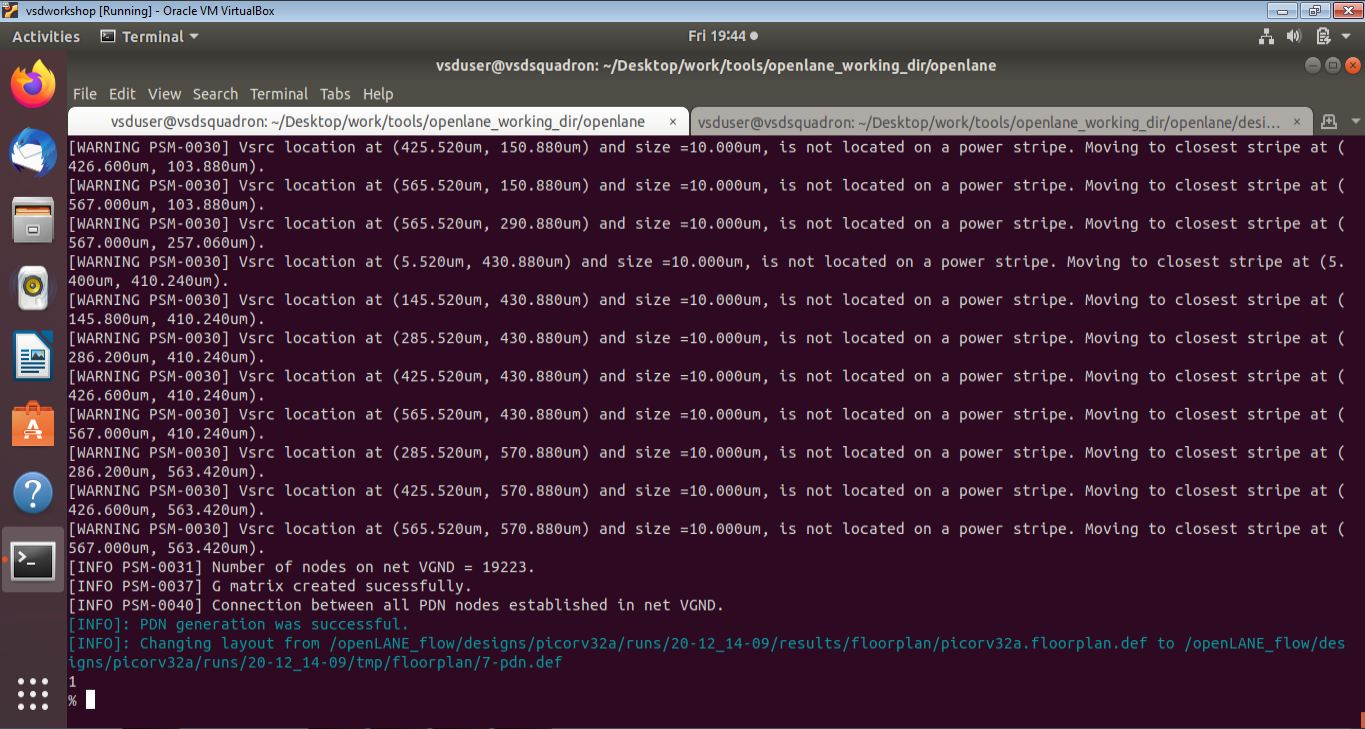 vsdworkshop [Running] - Oracle VM VirtualBox
Activities Terminal Fri 19:44
vsduser@vsdsquadron: ~/Desktop/work/tools/openlane_working_dir/openlane
File Edit View Search Terminal Tabs Help
vsduser@vsdsquadron: ~/Desktop/work/tools/openlane_working_dir/openlane × vsduser@vsdsquadron: ~/Desktop/work/tools/openlane_working_dir/openlane/desi... ×
[WARNING PSM-0030] Vsrc location at (425.520um, 150.880um) and size =10.000um, is not located on a power stripe. Moving to closest stripe at (
426.600um, 103.880um).
[WARNING PSM-0030] Vsrc location at (565.520um, 150.880um) and size =10.000um, is not located on a power stripe. Moving to closest stripe at (
567.000um, 103.880um).
[WARNING PSM-0030] Vsrc location at (565.520um, 290.880um) and size =10.000um, is not located on a power stripe. Moving to closest stripe at (
567.000um, 257.060um).
[WARNING PSM-0030] Vsrc location at (5.520um, 430.880um) and size =10.000um, is not located on a power stripe. Moving to closest stripe at (5.
400um, 410.240um).
[WARNING PSM-0030] Vsrc location at (145.520um, 430.880um) and size =10.000um, is not located on a power stripe. Moving to closest stripe at (
145.800um, 410.240um).
[WARNING PSM-0030] Vsrc location at (285.520um, 430.880um) and size =10.000um, is not located on a power stripe. Moving to closest stripe at (
286.200um, 410.240um).
[WARNING PSM-0030] Vsrc location at (425.520um, 430.880um) and size =10.000um, is not located on a power stripe. Moving to closest stripe at (
426.600um, 410.240um).
[WARNING PSM-0030] Vsrc location at (565.520um, 430.880um) and size =10.000um, is not located on a power stripe. Moving to closest stripe at (
567.000um, 410.240um).
[WARNING PSM-0030] Vsrc location at (285.520um, 570.880um) and size =10.000um, is not located on a power stripe. Moving to closest stripe at (
286.200um, 563.420um).
[WARNING PSM-0030] Vsrc location at (425.520um, 570.880um) and size =10.000um, is not located on a power stripe. Moving to closest stripe at (
426.600um, 563.420um).
[WARNING PSM-0030] Vsrc location at (565.520um, 570.880um) and size =10.000um, is not located on a power stripe. Moving to closest stripe at (
567.000um, 563.420um).
[INFO PSM-0031] Number of nodes on net VGND = 19223.
[INFO PSM-0037] G matrix created sucessfully.
[INFO PSM-0040] Connection between all PDN nodes established in net VGND.
[INFO]: PDN generation was successful.
[INFO]: Changing layout from /openLANE_flow/designs/picorv32a/runs/20-12_14-09/results/floorplan/picorv32a.floorplan.def to /openLANE_flow/des
igns/picorv32a/runs/20-12_14-09/tmp/floorplan/7-pdn.def
1
%